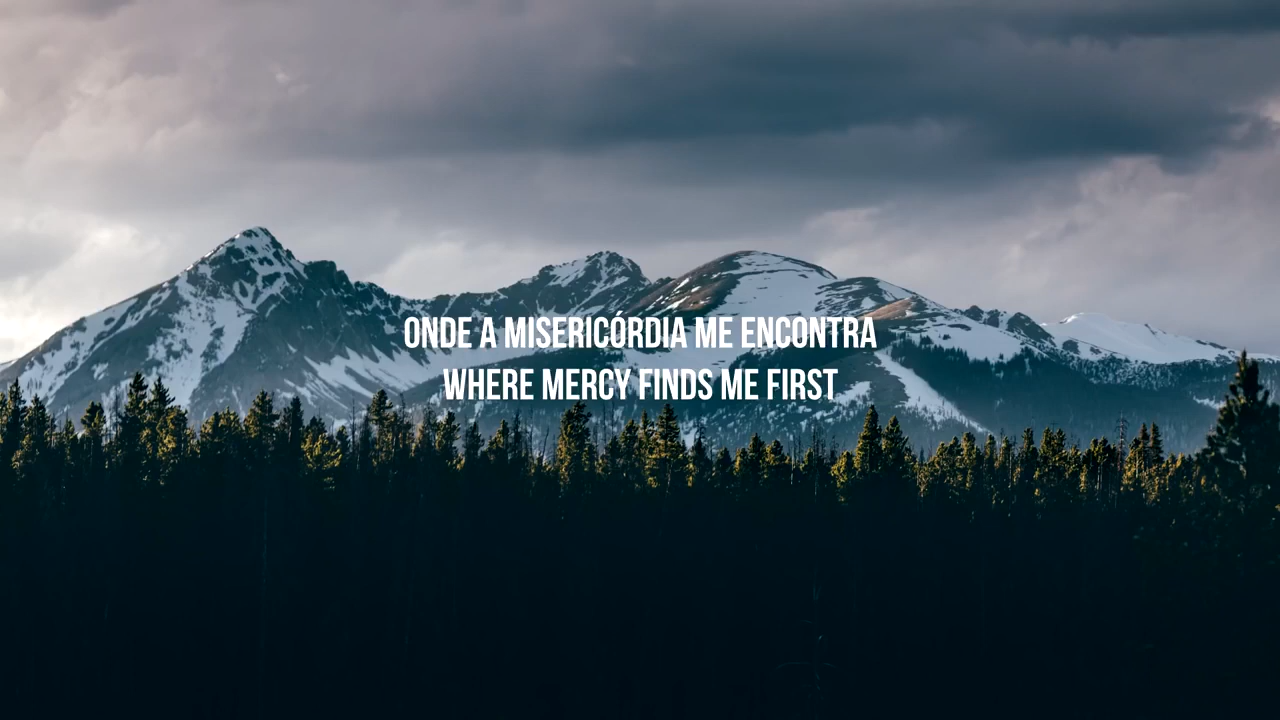 ONDE A MISERICÓRDIA ME ENCONTRA
WHERE MERCY FINDS ME FIRST